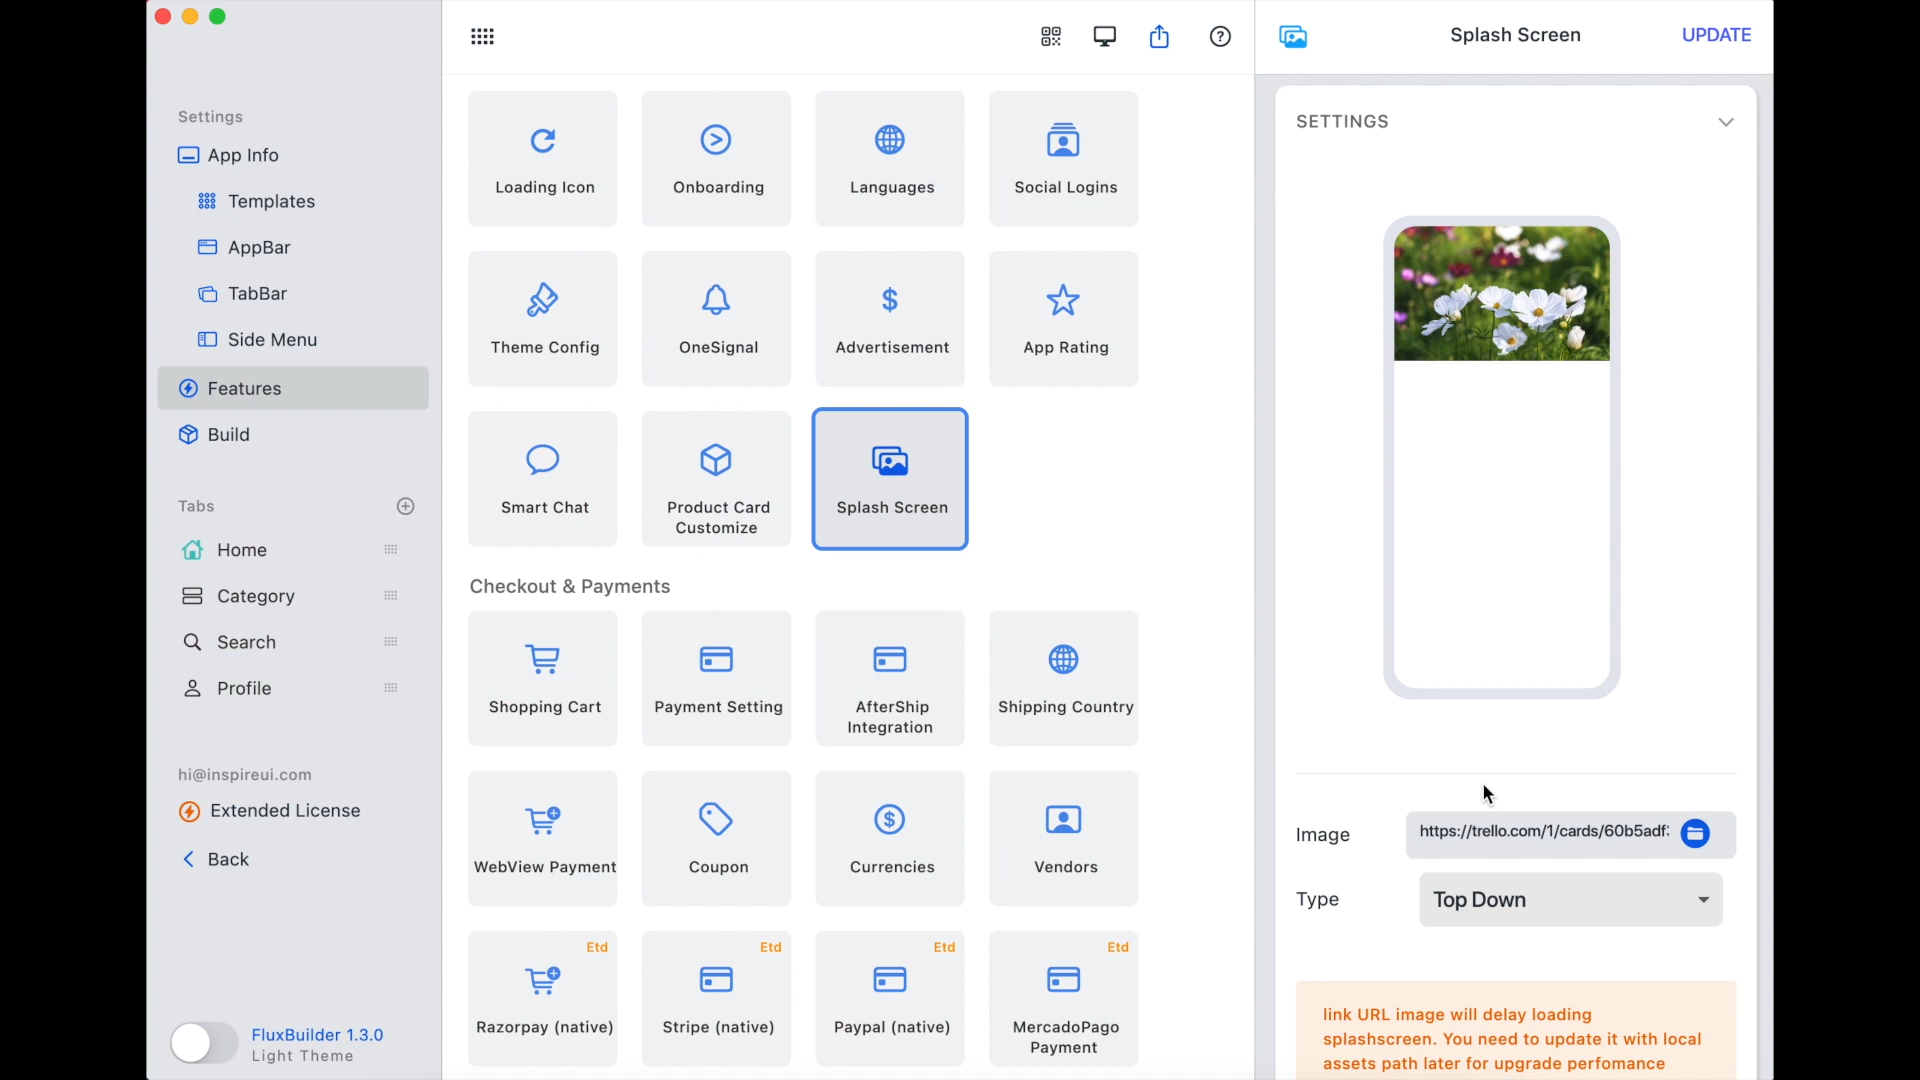 Settings
App Info
Templates
AppBar
TabBar
Side Menu
Features
Build
Tabs
Home
Category
Search
Profile
hi@inspireui.com
Extended License
Back
FluxBuilder 1.3.0
Light Theme
Loading Icon
Onboarding
Languages
Social Logins
Theme Config
OneSignal
Advertisement
App Rating
Smart Chat
Product Card
Customize
Splash Screen
Checkout & Payments
Shopping Cart
Payment Setting
AfterShip
Integration
Shipping Country
WebView Payment
Coupon
Currencies
Vendors
Etd
Razorpay (native)
Etd
Stripe (native)
Etd
Paypal (native)
Etd
MercadoPago
Payment
Splash Screen
UPDATE
SETTINGS
Image
https://trello.com/1/cards/60b5adf
Type
Top Down
link URL image will delay loading
splashscreen. You need to update it with local
assets path later for upgrade perfomance